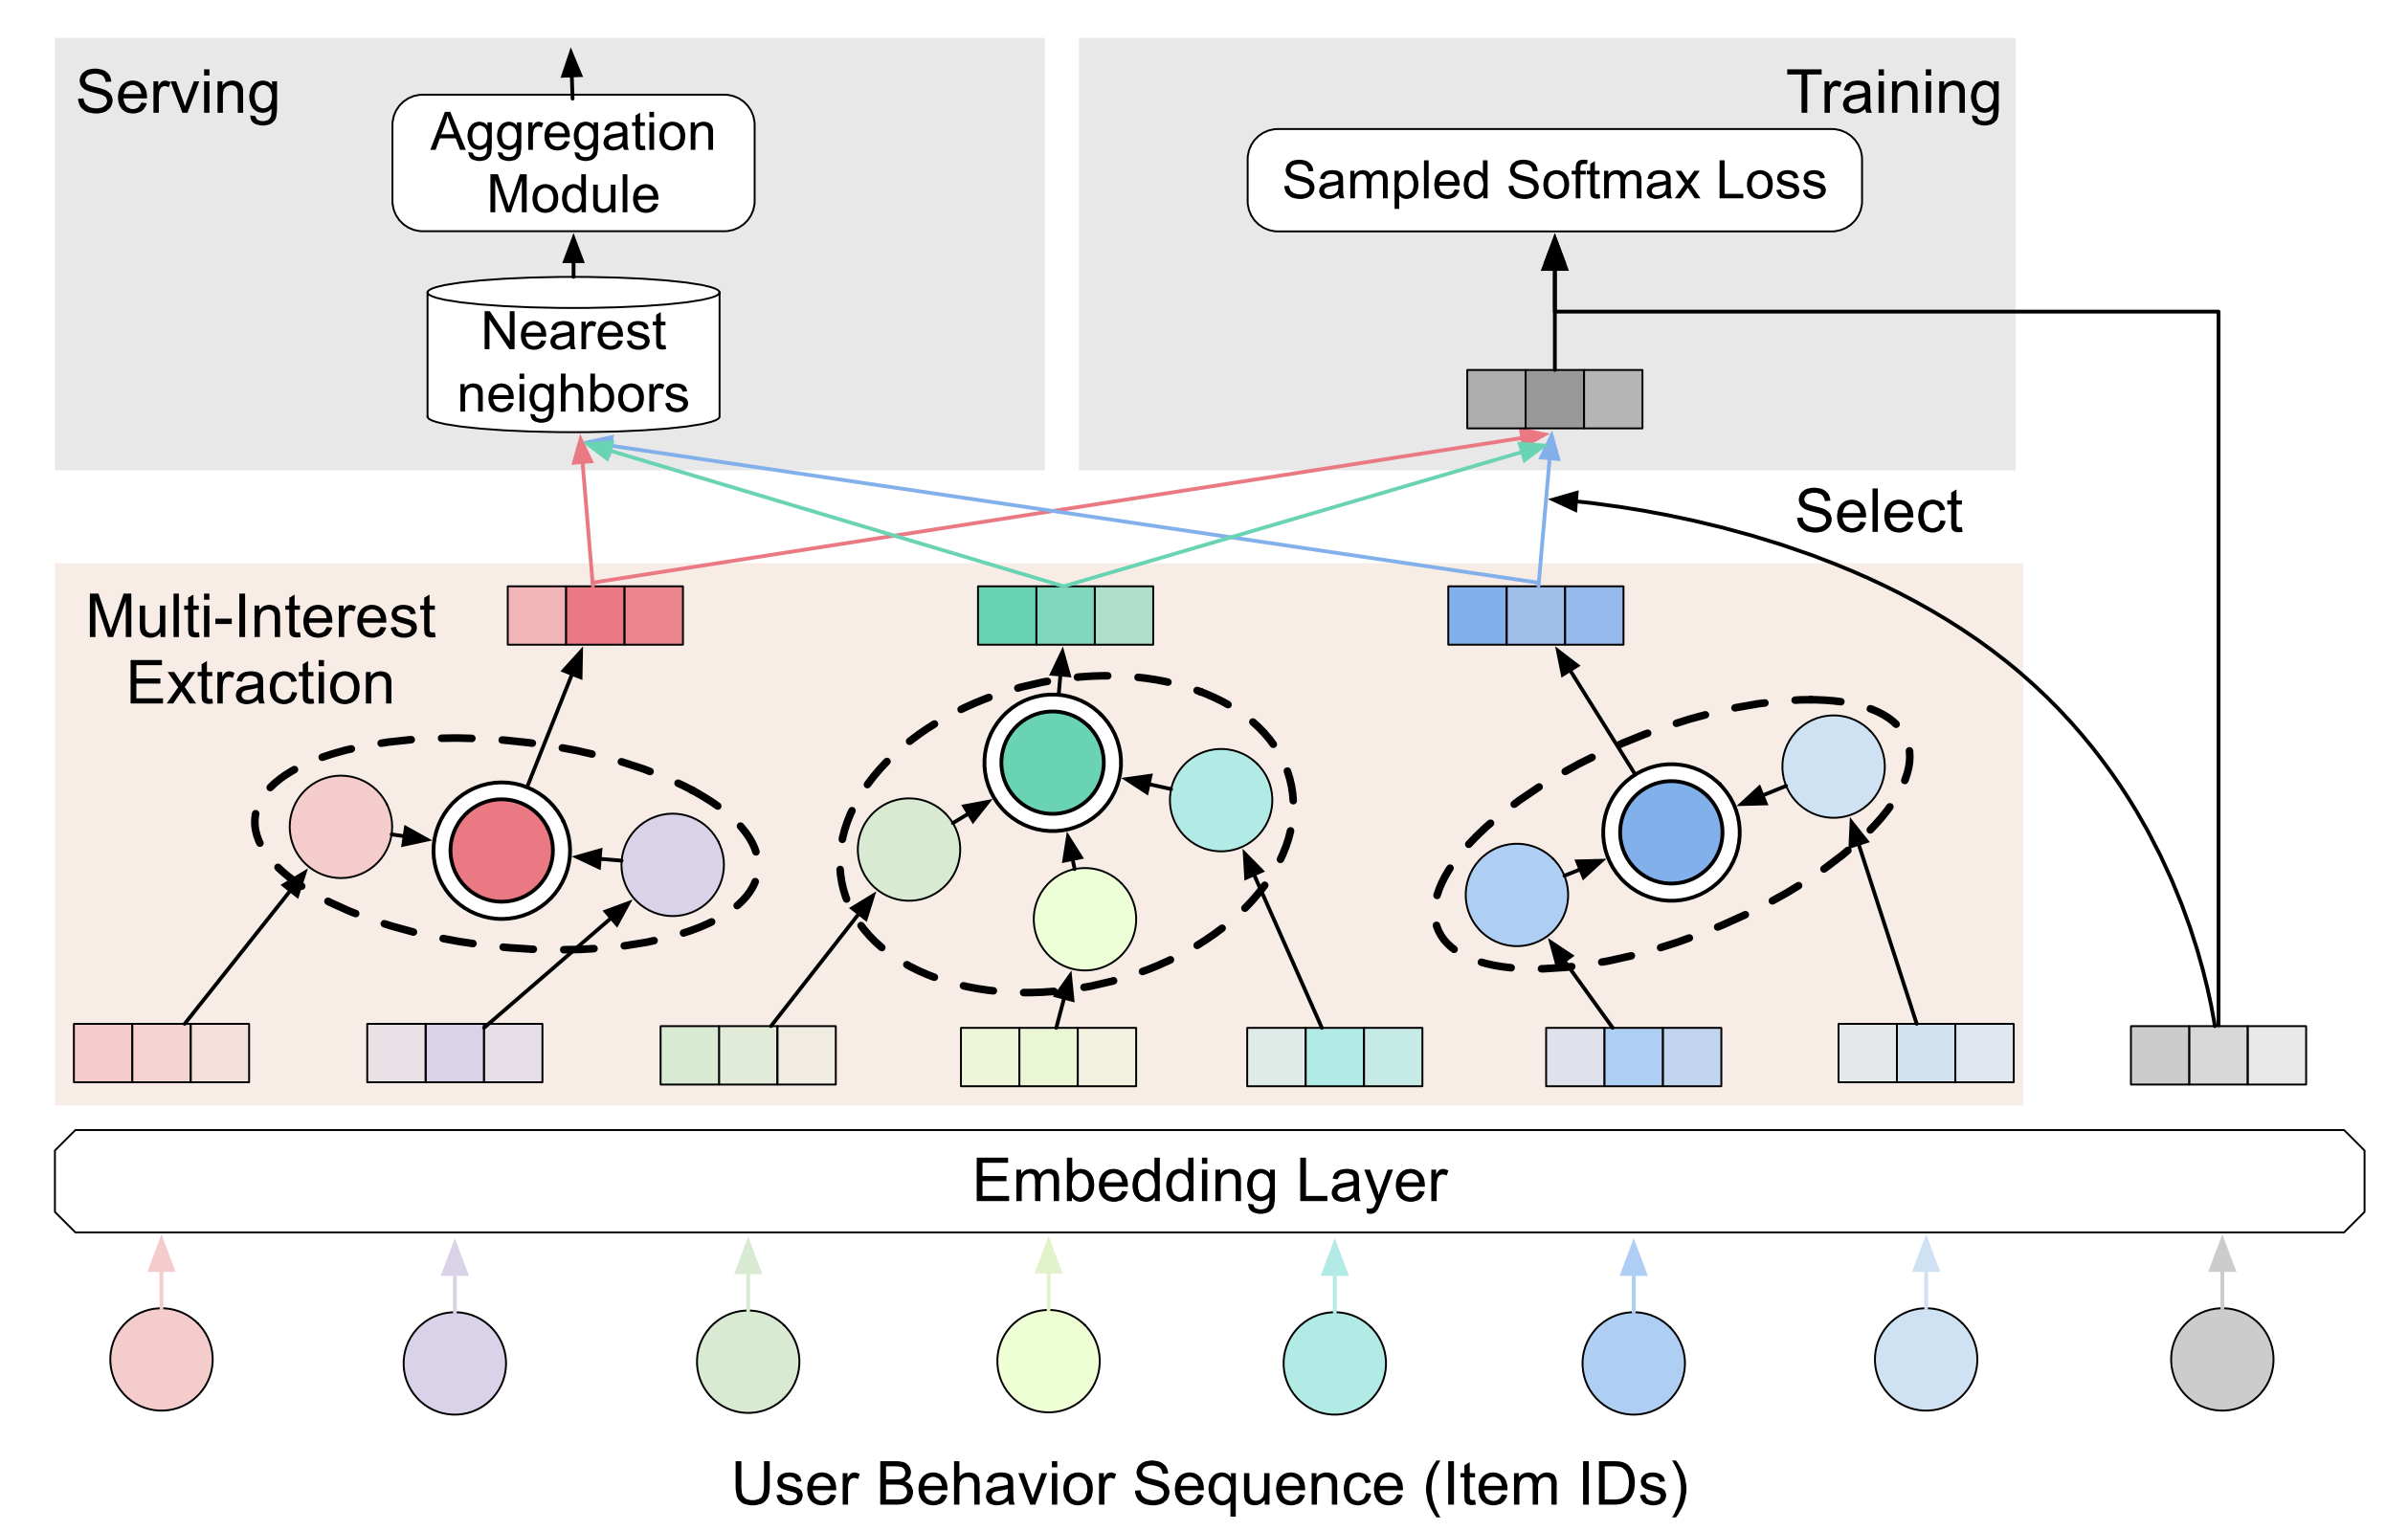 Serving
Training
Aggregation
Module
Sampled Softmax Loss
Nearest
neighbors
Select
Multi-Interest
Extraction
Embedding Layer
User Behavior Sequence (Item IDs)